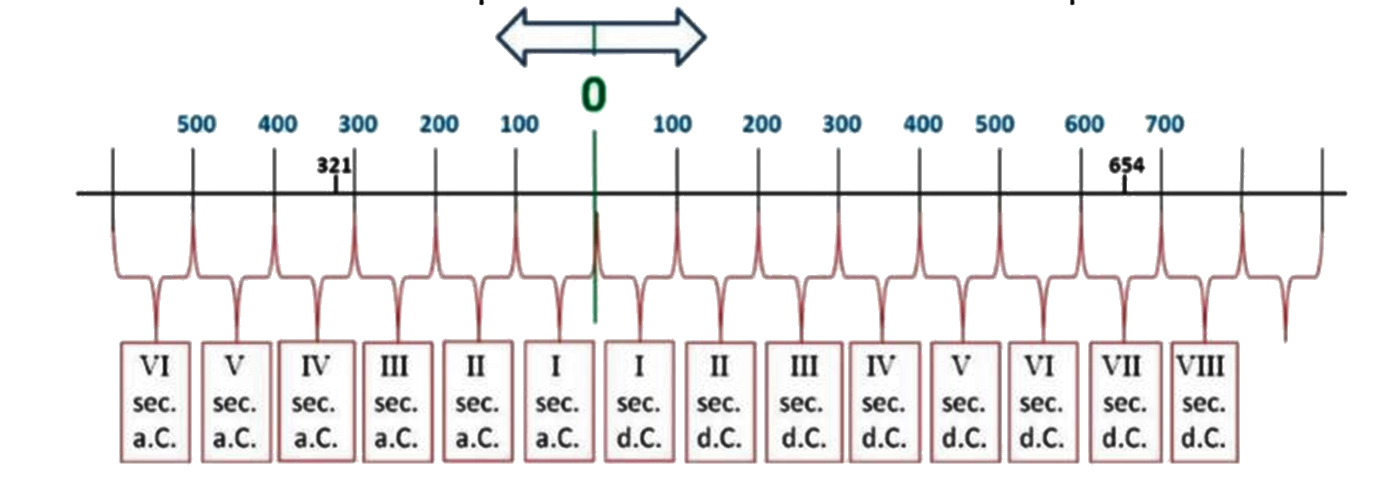 0
500 400 300 200 100 100 200 300 400 500 600 700
321 654
VI V IV III II I I II III IV V VI VII VIII
sec. sec. sec. sec. sec. sec. sec. sec. sec. sec. sec. sec. sec. sec.
a.C. a.C. a.C. a.C. a.C. a.C. d.C. d.C. d.C. d.C. d.C. d.C. d.C. d.C.